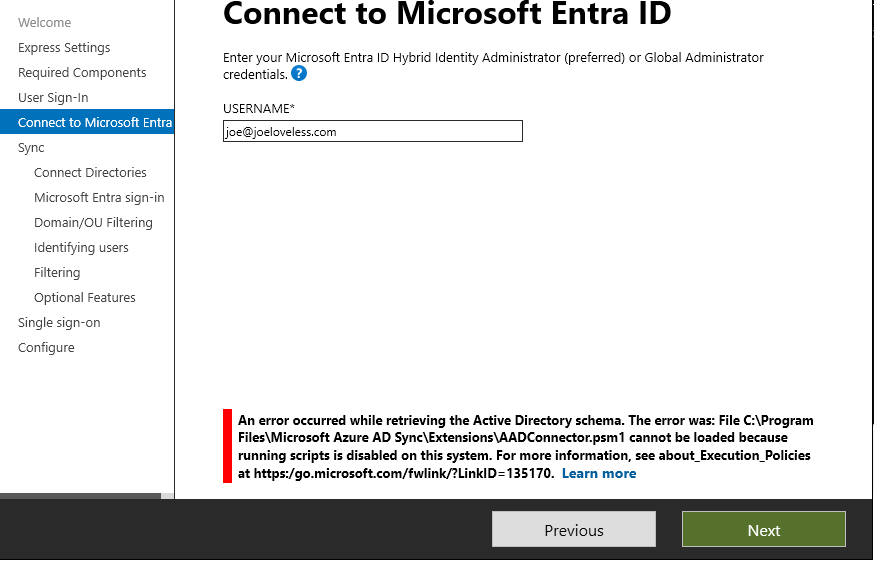 Connect to Microsoft Entra ID
Welcome
Express Settings
Required Components
User Sign-In
Connect to Microsoft Entra
Sync
Connect Directories
Microsoft Entra sign-in
Domain/OU Filtering
Identifying users
Filtering
Optional Features
Single sign-on
Configure
Enter your Microsoft Entra ID Hybrid Identity Administrator (preferred) or Global Administrator
credentials. ?
USERNAME*
joe@joeloveless.com
An error occurred while retrieving the Active Directory schema. The error was: File C:\Program
Files\Microsoft Azure AD Sync\Extensions\AADConnector.psm1 cannot be loaded because
running scripts is disabled on this system. For more information, see about_Execution_Policies
at https:/go.microsoft.com/fwlink/?LinkID=135170. Learn more
Previous
Next